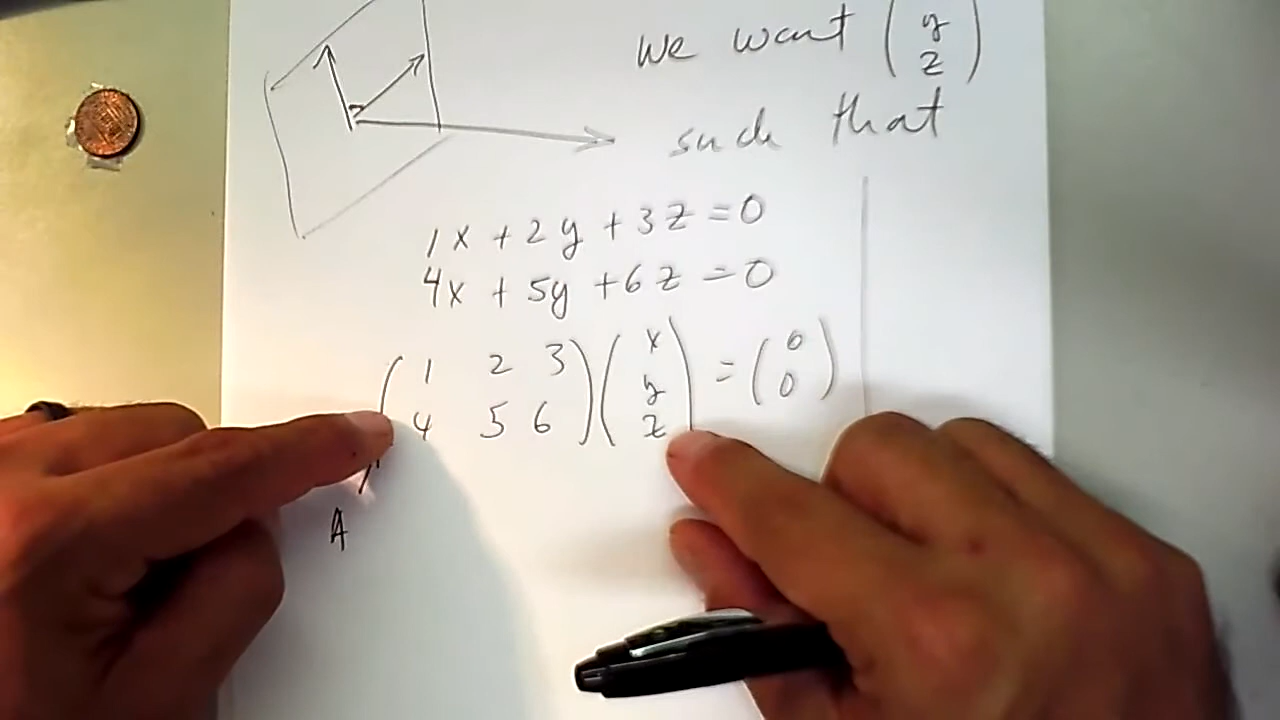 we want ( y
z )
such that
1x + 2y + 3z = 0
4x + 5y + 6z = 0
( 1 2 3 ) ( x = ( 0
4 5 6 y 0 )
z )
A